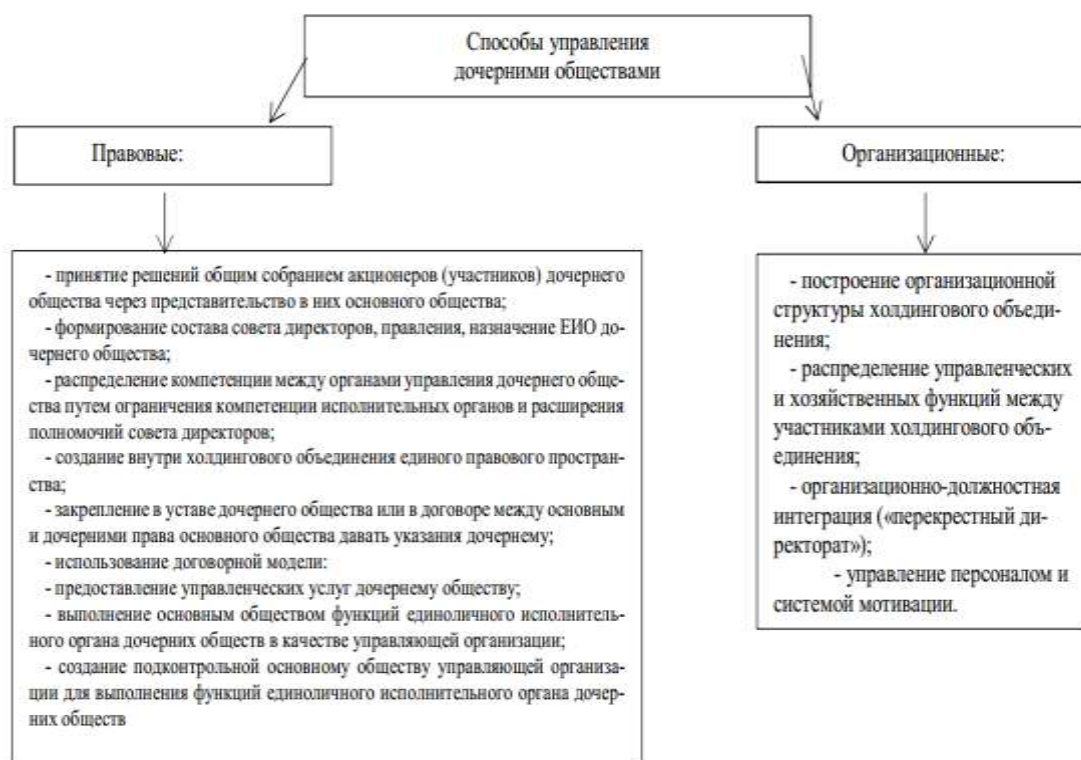 Способы управления
дочерними обществами
Правовые:
Организационные:
- принятие решений общим собранием акционеров (участников) дочернего
общества через представительство в них основного общества;
- формирование состава совета директоров, правления, назначение ЕИО до-
чернего общества;
- распределение компетенции между органами управления дочернего обще-
ства путем ограничения компетенции исполнительных органов и расширения
полномочий совета директоров;
- создание внутри холдингового объединения единого правового простран-
ства;
- закрепление в уставе дочернего общества или в договоре между основным
и дочерними права основного общества давать указания дочернему;
- использование договорной модели:
- предоставление управленческих услуг дочернему обществу;
- выполнение основным обществом функций единоличного исполнитель-
ного органа дочерних обществ в качестве управляющей организации;
- создание подконтрольной основному обществу управляющей организа-
ции для выполнения функций единоличного исполнительного органа дочер-
них обществ
- построение организационной
структуры холдингового объеди-
нения;
- распределение управленческих
и хозяйственных функций между
участниками холдингового объ-
единения;
- организационно-должностная
интеграция («перекрестный ди-
ректорат»);
- управление персоналом и
системой мотивации.